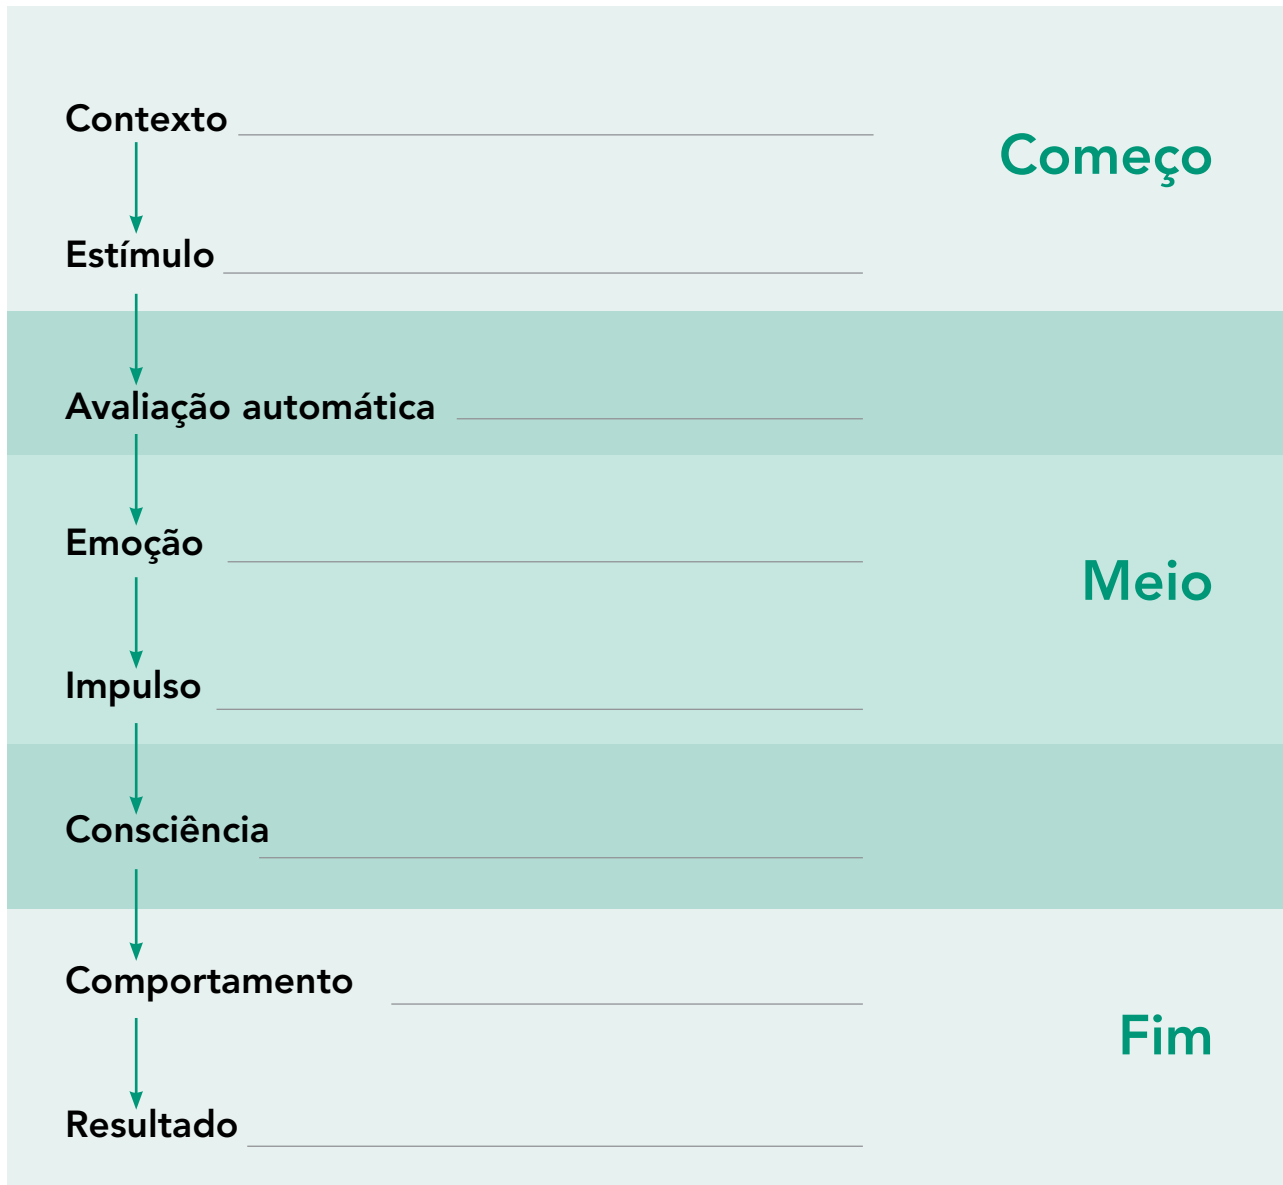 Contexto
Começo
Estímulo
Avaliação automática
Emoção
Meio
Impulso
Consciência
Comportamento
Fim
Resultado